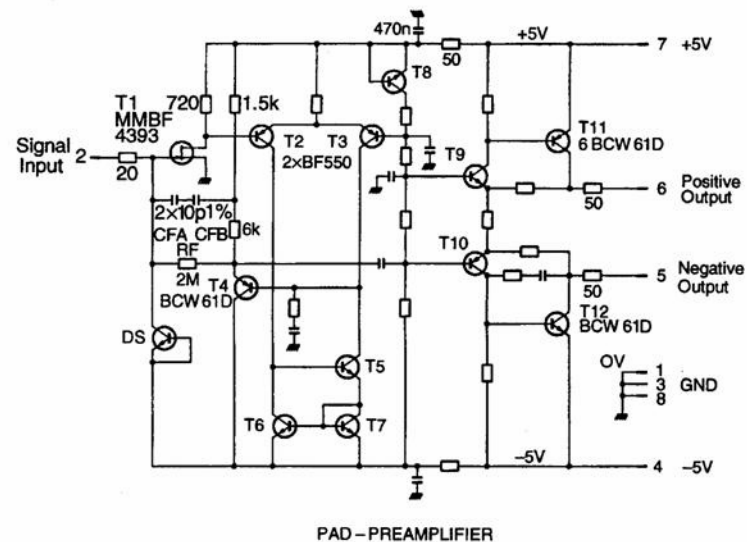 470n
+5V
7 +5V
50
T8
T1
MMBF
4393
720
1.5k
T2
T3
2×BF550
T11
6 BCW 61D
T9
Signal
Input
2
20
6
Positive
Output
50
2×10p1%
CFA CFB
6k
RF
2M
T4
BCW 61D
T10
5
Negative
Output
50
T12
BCW 61D
DS
T5
0V
1
3 GND
8
T6
T7
-5V
4 -5V
50
PAD-PREAMPLIFIER